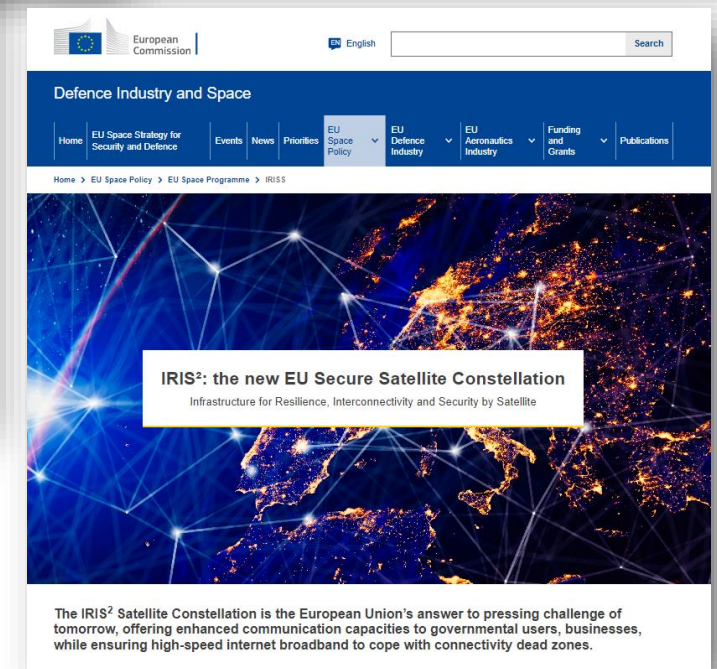 European
Commission
EN English
Search
Defence Industry and Space
Home
EU Space Strategy for
Security and Defence
Events
News
Priorities
EU
Space
Policy
EU
Defence
Industry
EU
Aeronautics
Industry
Funding
and
Grants
Publications
Home > EU Space Policy > EU Space Programme > IRISS
IRIS²: the new EU Secure Satellite Constellation
Infrastructure for Resilience, Interconnectivity and Security by Satellite
The IRIS² Satellite Constellation is the European Union's answer to pressing challenge of
tomorrow, offering enhanced communication capacities to governmental users, businesses,
while ensuring high-speed internet broadband to cope with connectivity dead zones.